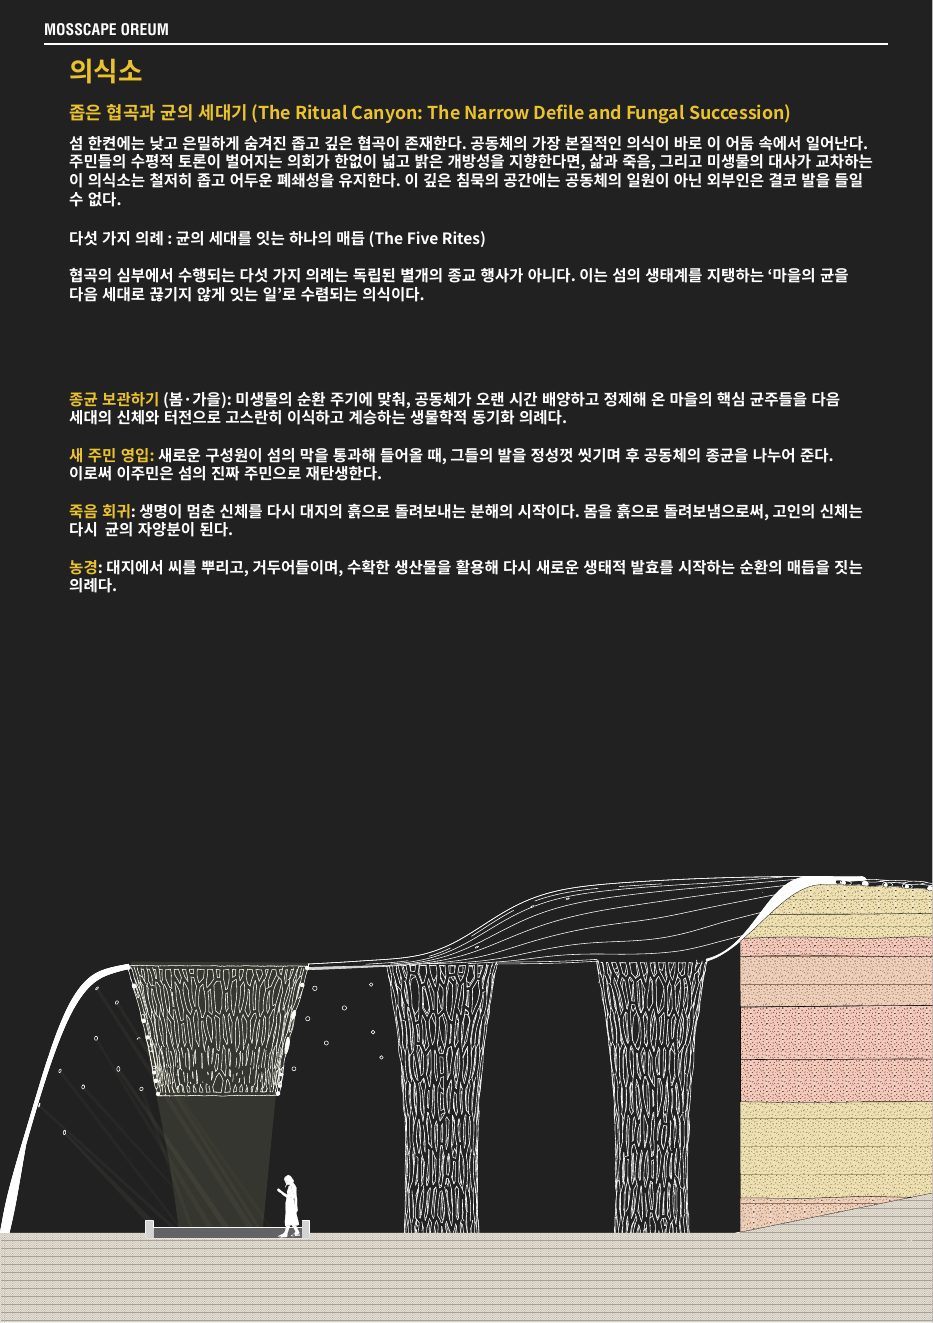 MOSSCAPE OREUM
의식소
좁은 협곡과 균의 세대기 (The Ritual Canyon: The Narrow Defile and Fungal Succession)
섬 한켠에는 낮고 은밀하게 숨겨진 좁고 깊은 협곡이 존재한다. 공동체의 가장 본질적인 의식이 바로 이 어둠 속에서 일어난다.
주민들의 수평적 토론이 벌어지는 의회가 한없이 넓고 밝은 개방성을 지향한다면, 삶과 죽음, 그리고 미생물의 대사가 교차하는
이 의식소는 철저히 좁고 어두운 폐쇄성을 유지한다. 이 깊은 침묵의 공간에는 공동체의 일원이 아닌 외부인은 결코 발을 들일
수 없다.
다섯 가지 의례 : 균의 세대를 잇는 하나의 매듭 (The Five Rites)
협곡의 심부에서 수행되는 다섯 가지 의례는 독립된 별개의 종교 행사가 아니다. 이는 섬의 생태계를 지탱하는 ‘마을의 균을
다음 세대로 끊기지 않게 잇는 일’로 수렴되는 의식이다.
종균 보관하기 (봄·가을): 미생물의 순환 주기에 맞춰, 공동체가 오랜 시간 배양하고 정제해 온 마을의 핵심 균주들을 다음
세대의 신체와 터전으로 고스란히 이식하고 계승하는 생물학적 동기화 의례다.
새 주민 영입: 새로운 구성원이 섬의 막을 통과해 들어올 때, 그들의 발을 정성껏 씻기며 후 공동체의 종균을 나누어 준다.
이로써 이주민은 섬의 진짜 주민으로 재탄생한다.
죽음 회귀: 생명이 멈춘 신체를 다시 대지의 흙으로 돌려보내는 분해의 시작이다. 몸을 흙으로 돌려보냄으로써, 고인의 신체는
다시 균의 자양분이 된다.
농경: 대지에서 씨를 뿌리고, 거두어들이며, 수확한 생산물을 활용해 다시 새로운 생태적 발효를 시작하는 순환의 매듭을 짓는
의례다.